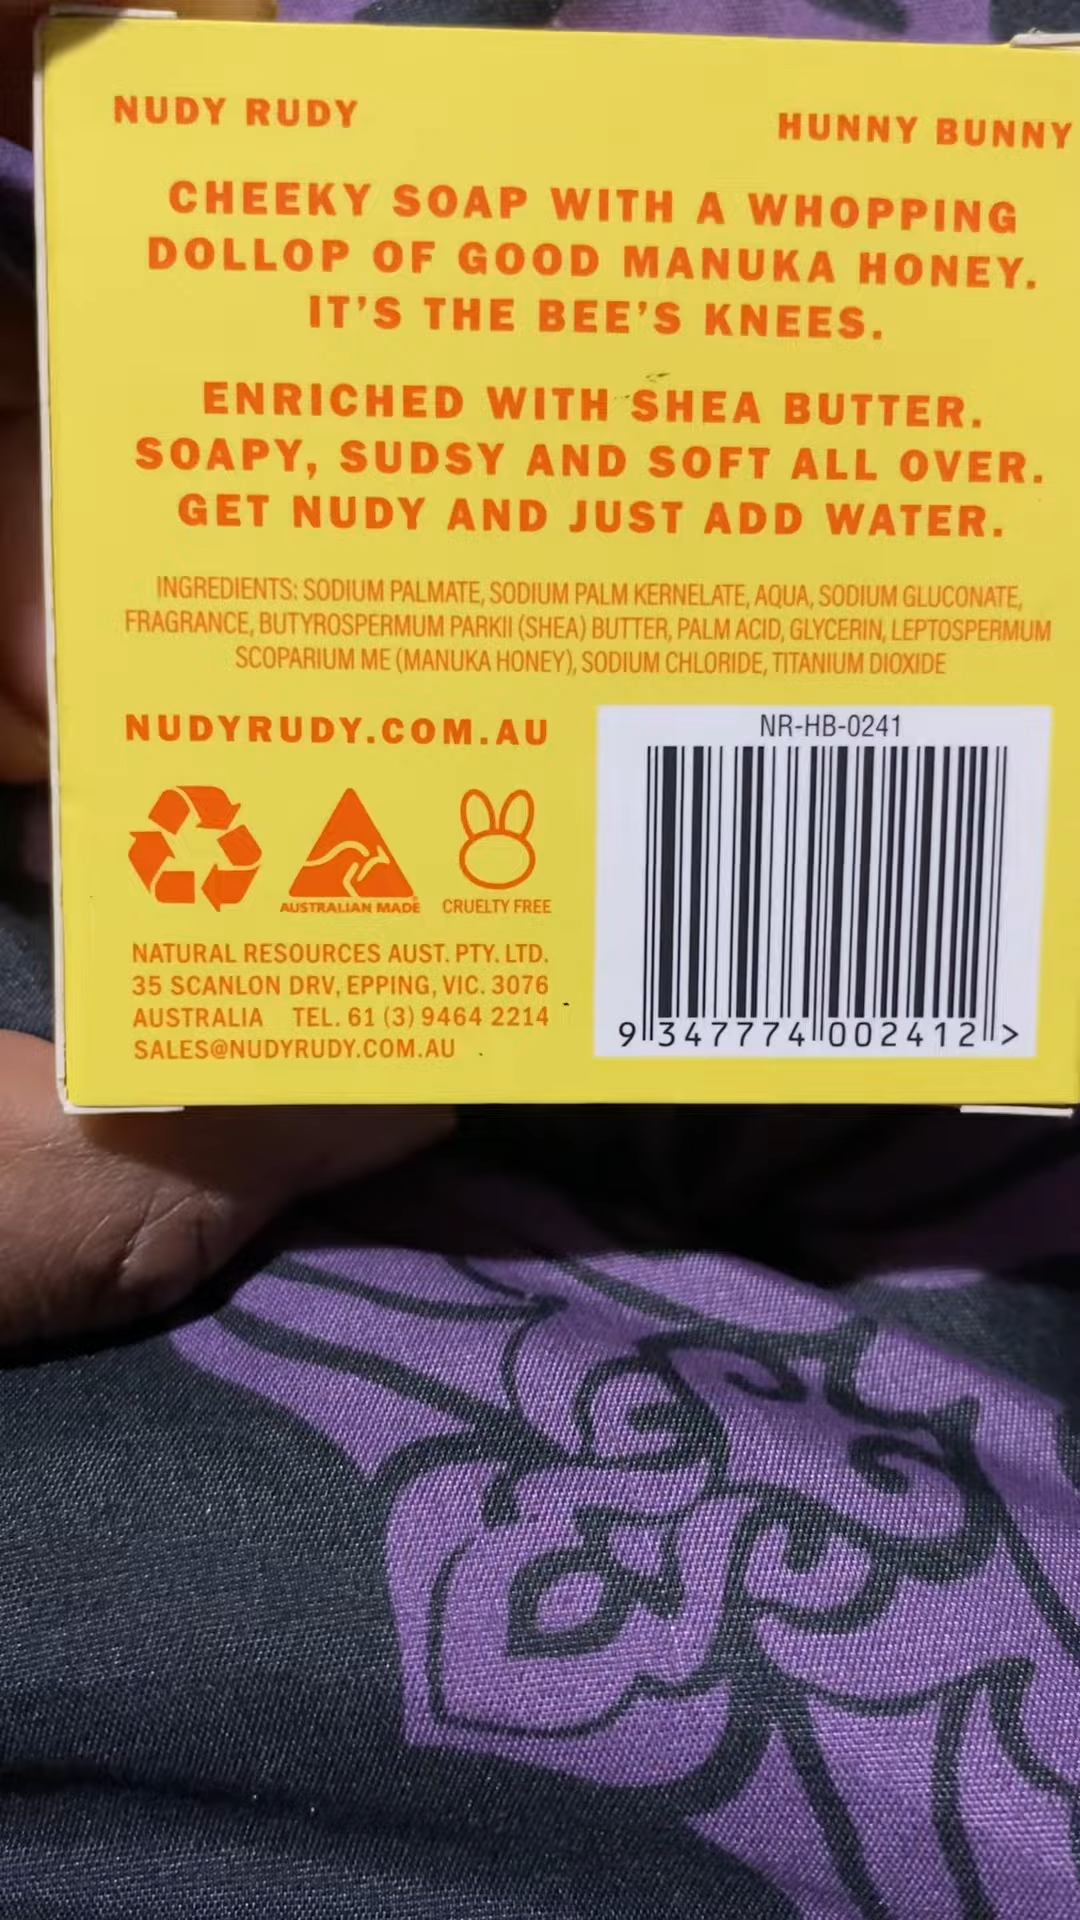 NUDY RUDY
HUNNY BUNNY
CHEEKY SOAP WITH A WHOPPING
DOLLOP OF GOOD MANUKA HONEY.
IT'S THE BEE'S KNEES.
ENRICHED WITH SHEA BUTTER.
SOAPY, SUDSY AND SOFT ALL OVER.
GET NUDY AND JUST ADD WATER.
INGREDIENTS: SODIUM PALMATE, SODIUM PALM KERNELATE, AQUA, SODIUM GLUCONATE,
FRAGRANCE, BUTYROSPERMUM PARKII (SHEA) BUTTER, PALM ACID, GLYCERIN, LEPTOSPERMUM
SCOPARIUM ME (MANUKA HONEY), SODIUM CHLORIDE, TITANIUM DIOXIDE
NUDYRUDY.COM.AU
AUSTRALIAN MADE
CRUELTY FREE
NATURAL RESOURCES AUST. PTY. LTD.
35 SCANLON DRV, EPPING, VIC. 3076
AUSTRALIA TEL. 61 (3) 9464 2214
SALES@NUDYRUDY.COM.AU
NR-HB-0241
9 347774 002412 >